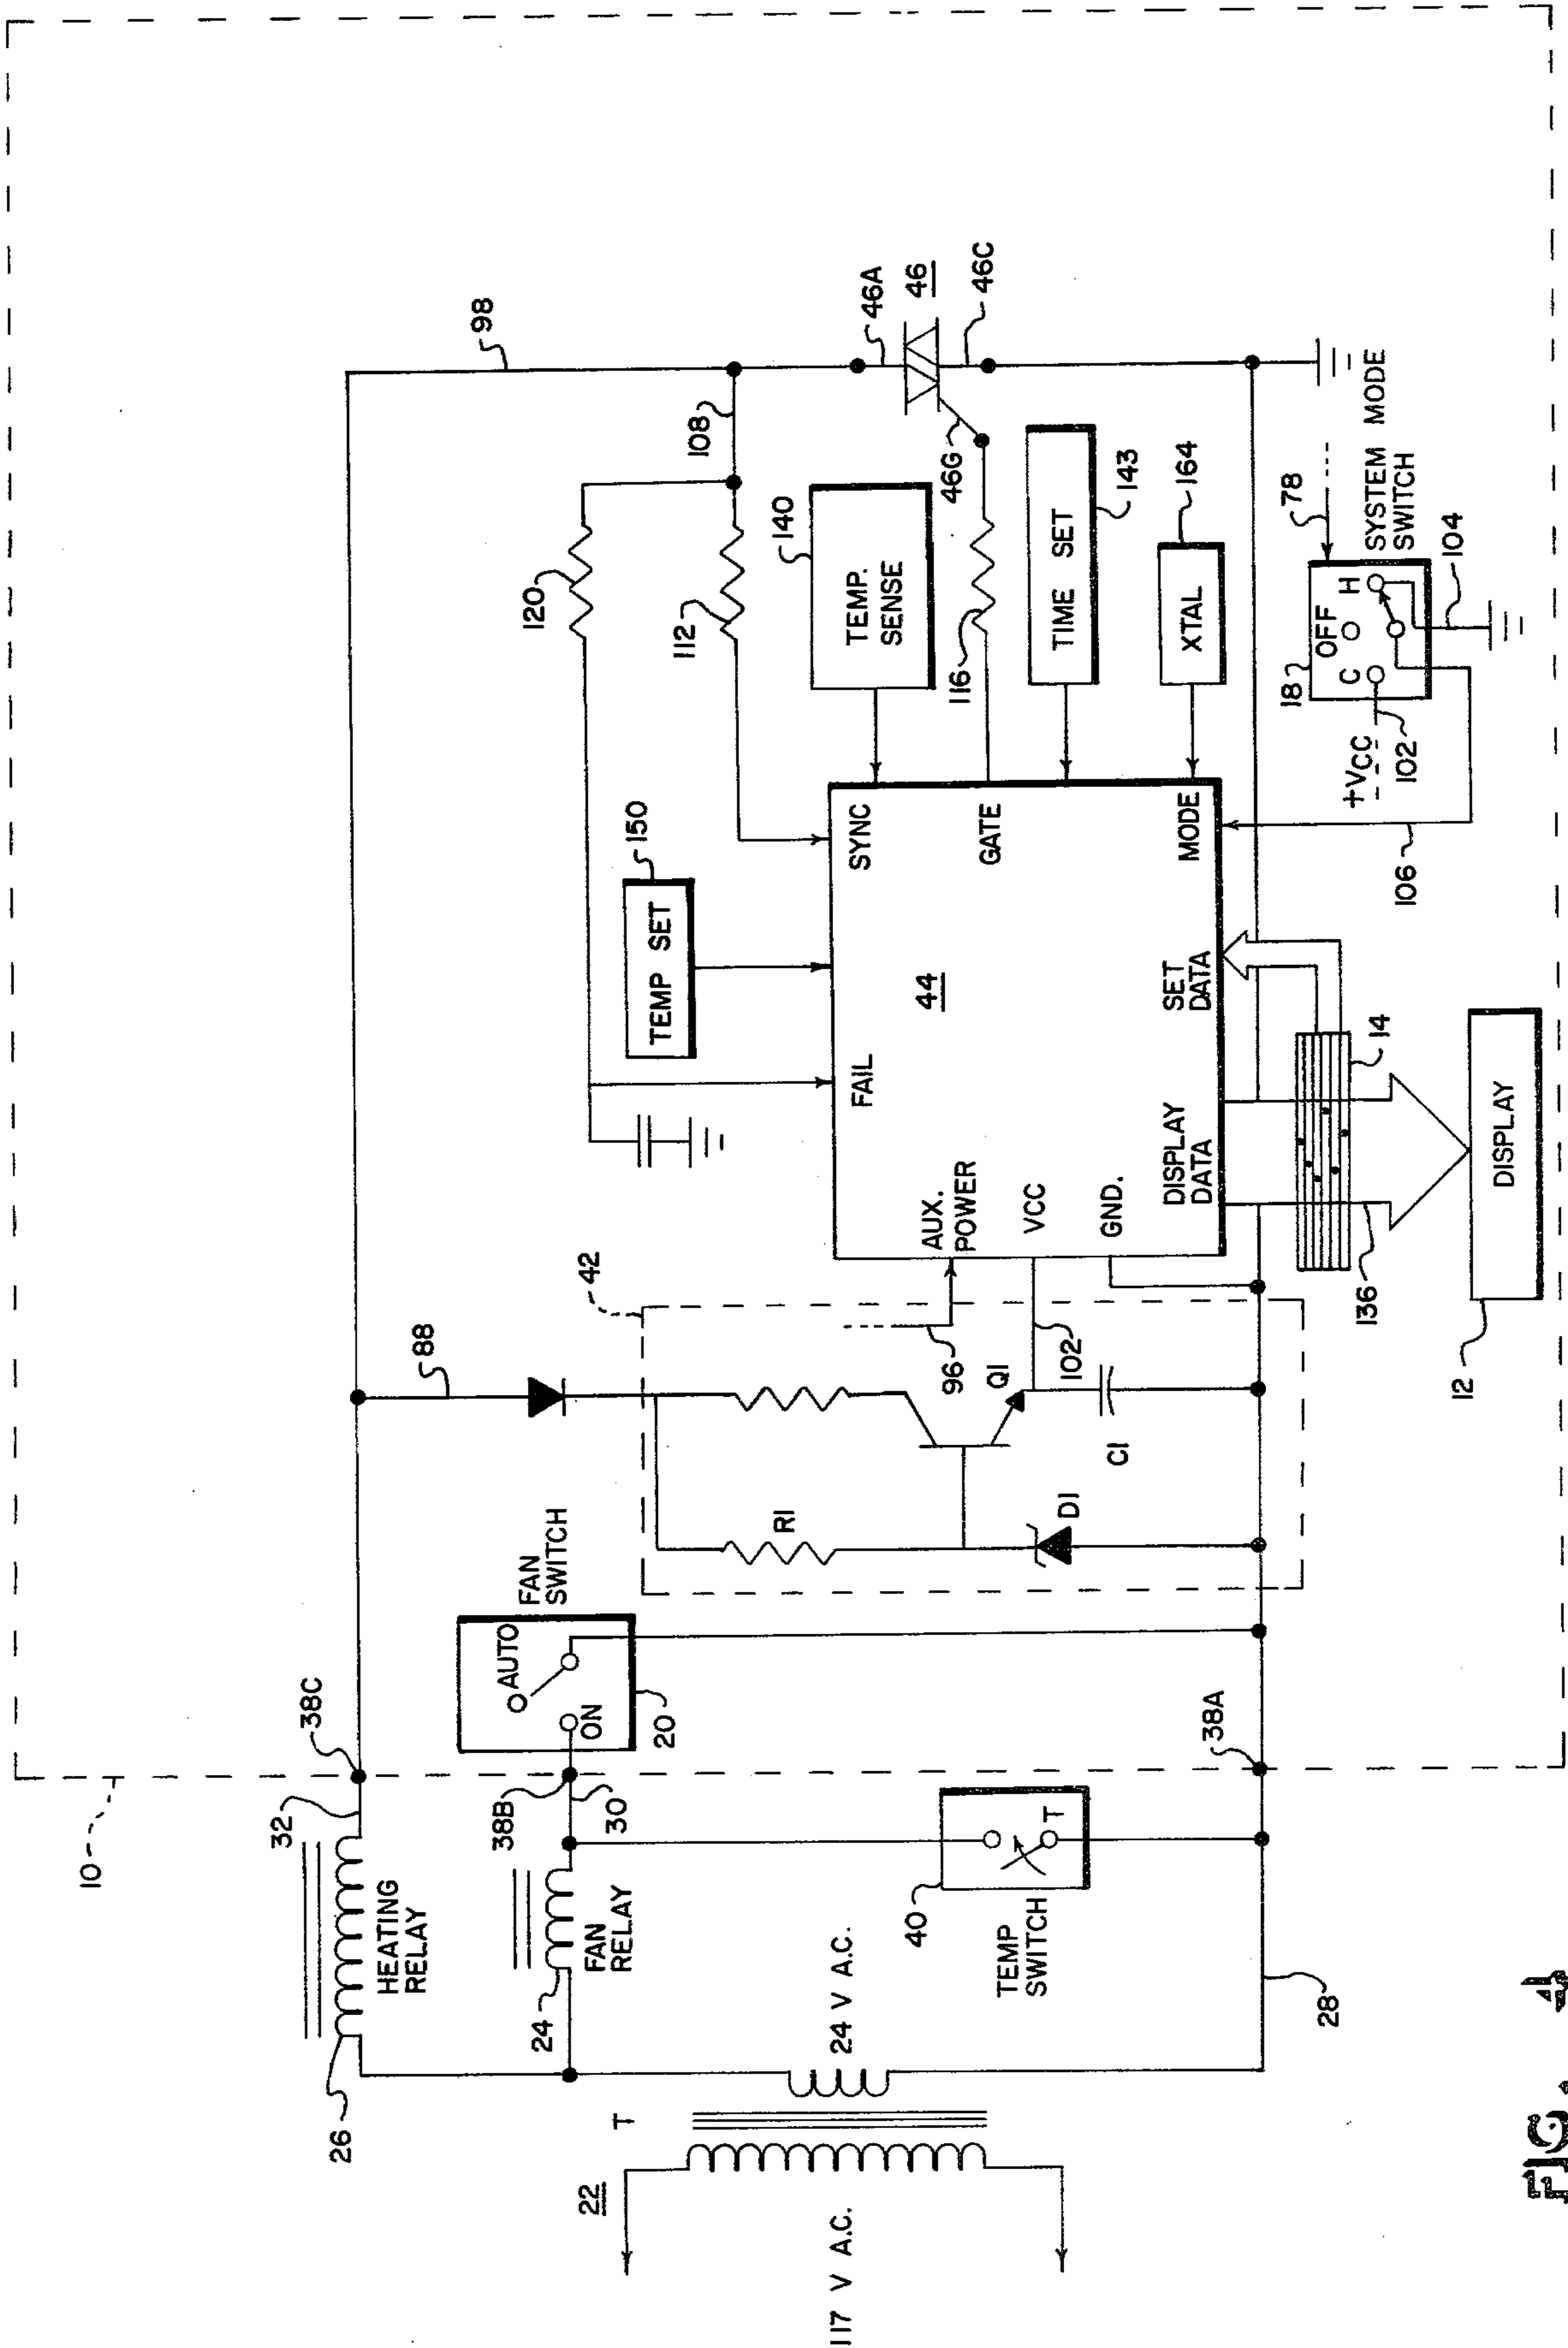 10
26
HEATING
RELAY
32
38C
88
98
22
T
117 V A.C.
24 V A.C.
24
FAN
RELAY
38B
30
AUTO
ON
20
FAN
SWITCH
40
T
TEMP
SWITCH
28
38A
42
R1
D1
Q1
C1
102
96
120
112
108
TEMP SET
150
TEMP.
SENSE
140
46A
46
46C
46G
116
TIME SET
143
XTAL
164
FAIL
SYNC
AUX.
POWER
44
GATE
VCC
GND.
DISPLAY
DATA
SET
DATA
MODE
136
14
DISPLAY
12
106
+VCC
102
18
C
OFF
H
78
SYSTEM MODE
SWITCH
104
FIG. 4